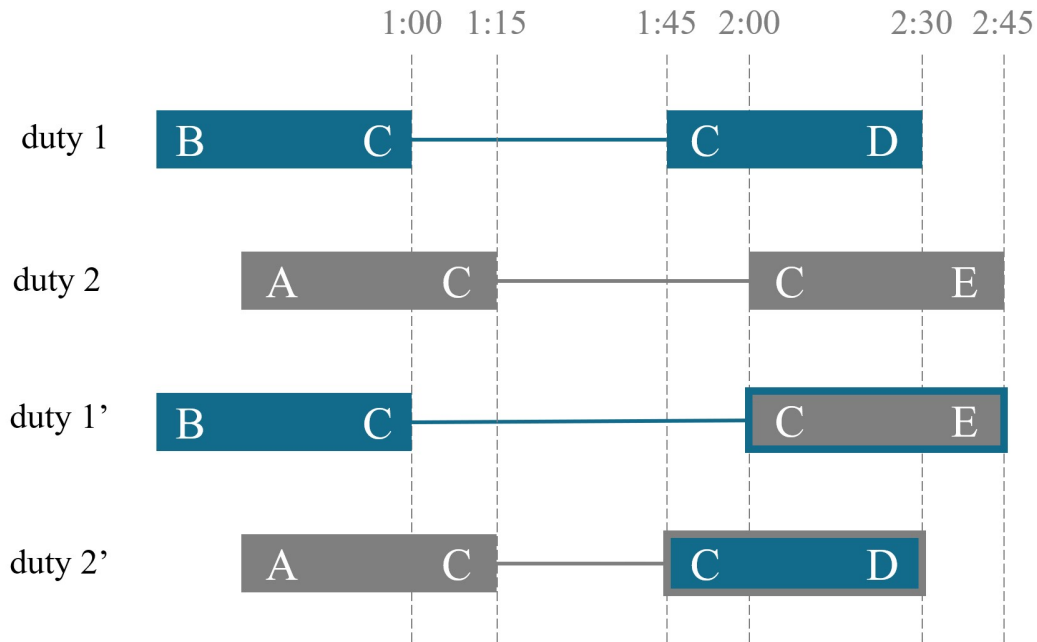 1:00 1:15 1:45 2:00 2:30 2:45
duty 1 B C C D
duty 2 A C C E
duty 1’ B C C E
duty 2’ A C C D